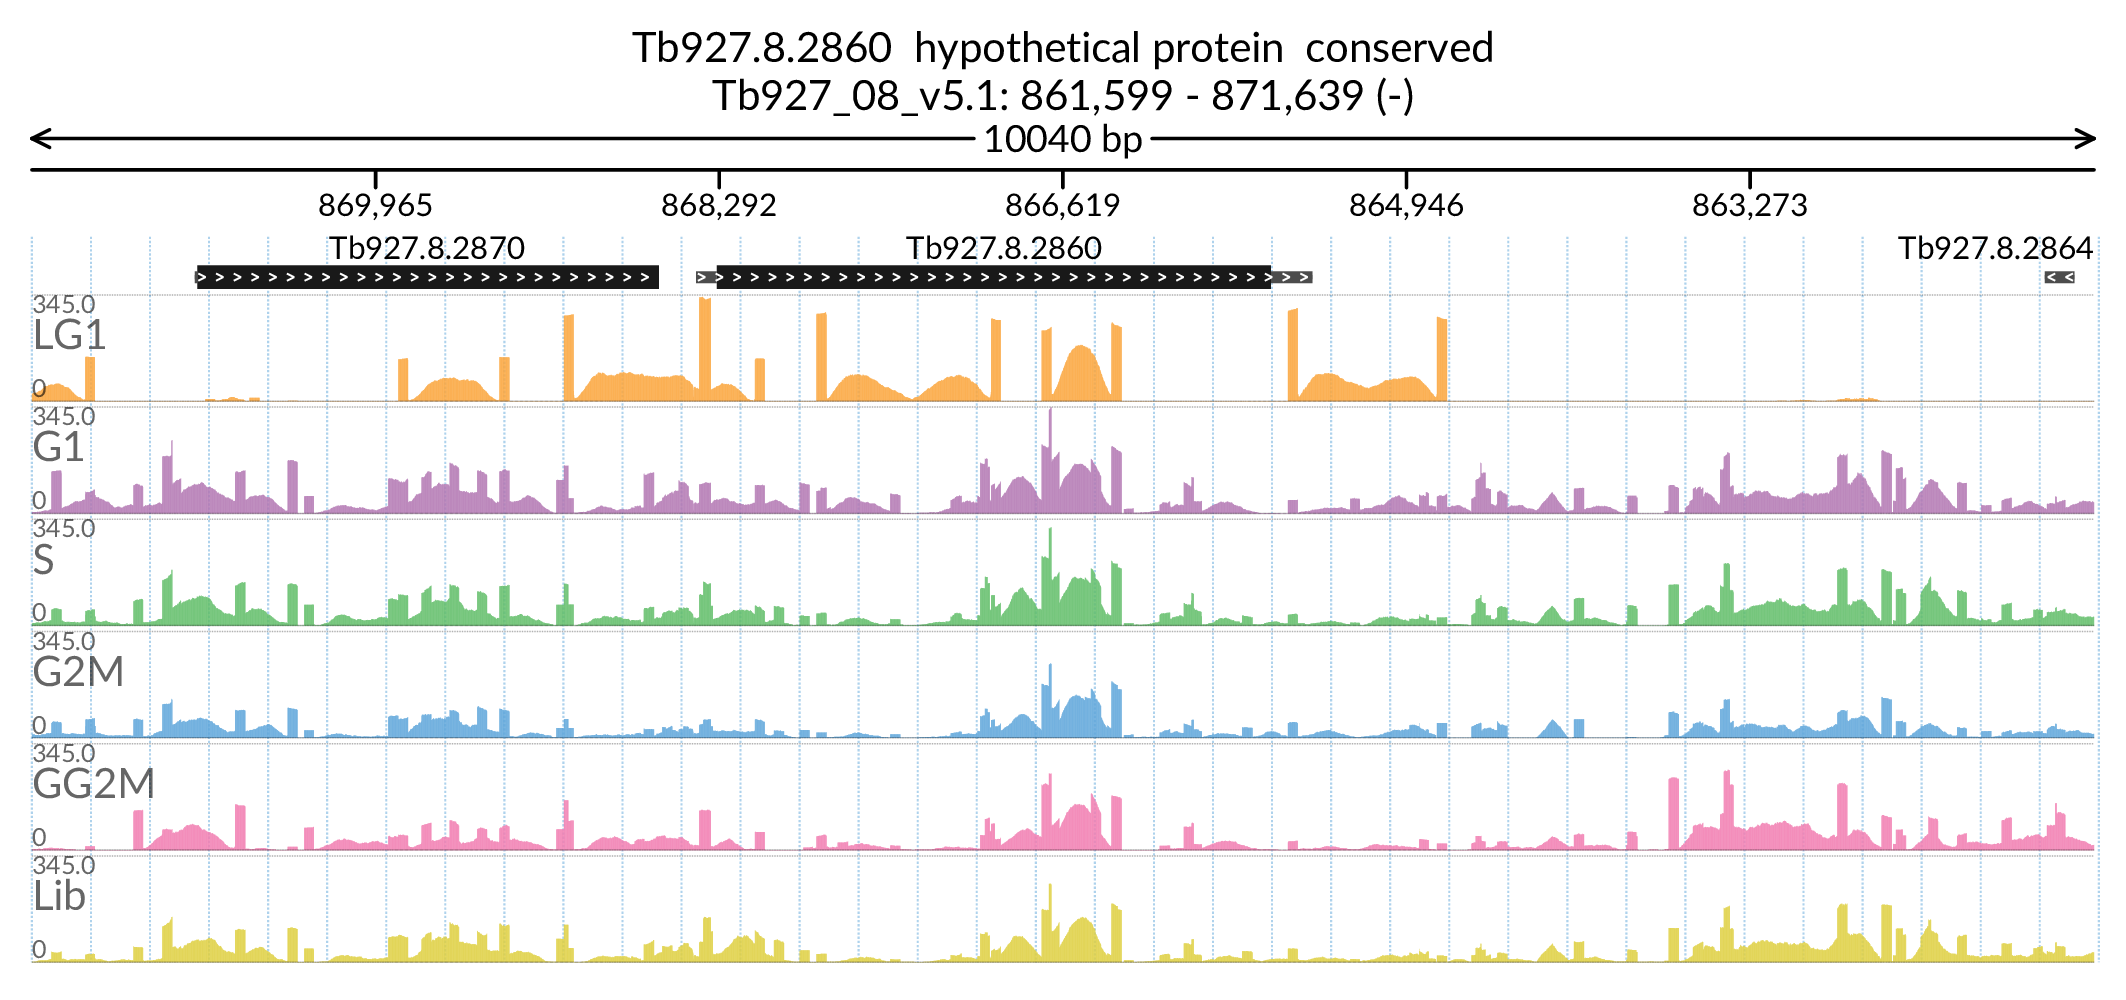 Tb927.8.2860 hypothetical protein conserved
Tb927_08_v5.1: 861,599 - 871,639 (-)
10040 bp
869,965 868,292 866,619 864,946 863,273
Tb927.8.2870 Tb927.8.2860 Tb927.8.2864
345.0
LG1
0
345.0
G1
0
345.0
S
0
345.0
G2M
0
345.0
GG2M
0
345.0
Lib
0